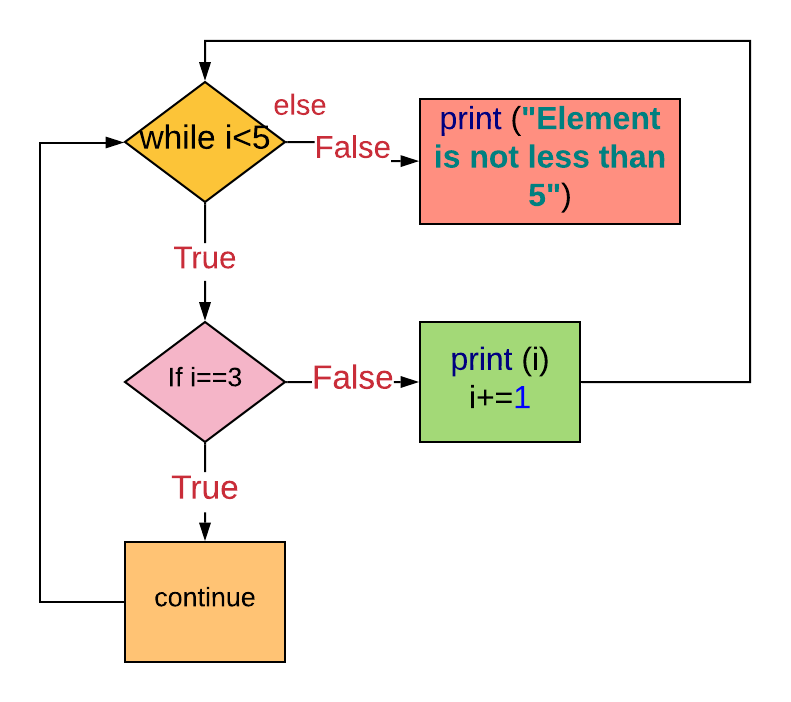 else
while i<5
False
print ("Element
is not less than
5")
True
If i==3
False
print (i)
i+=1
True
continue